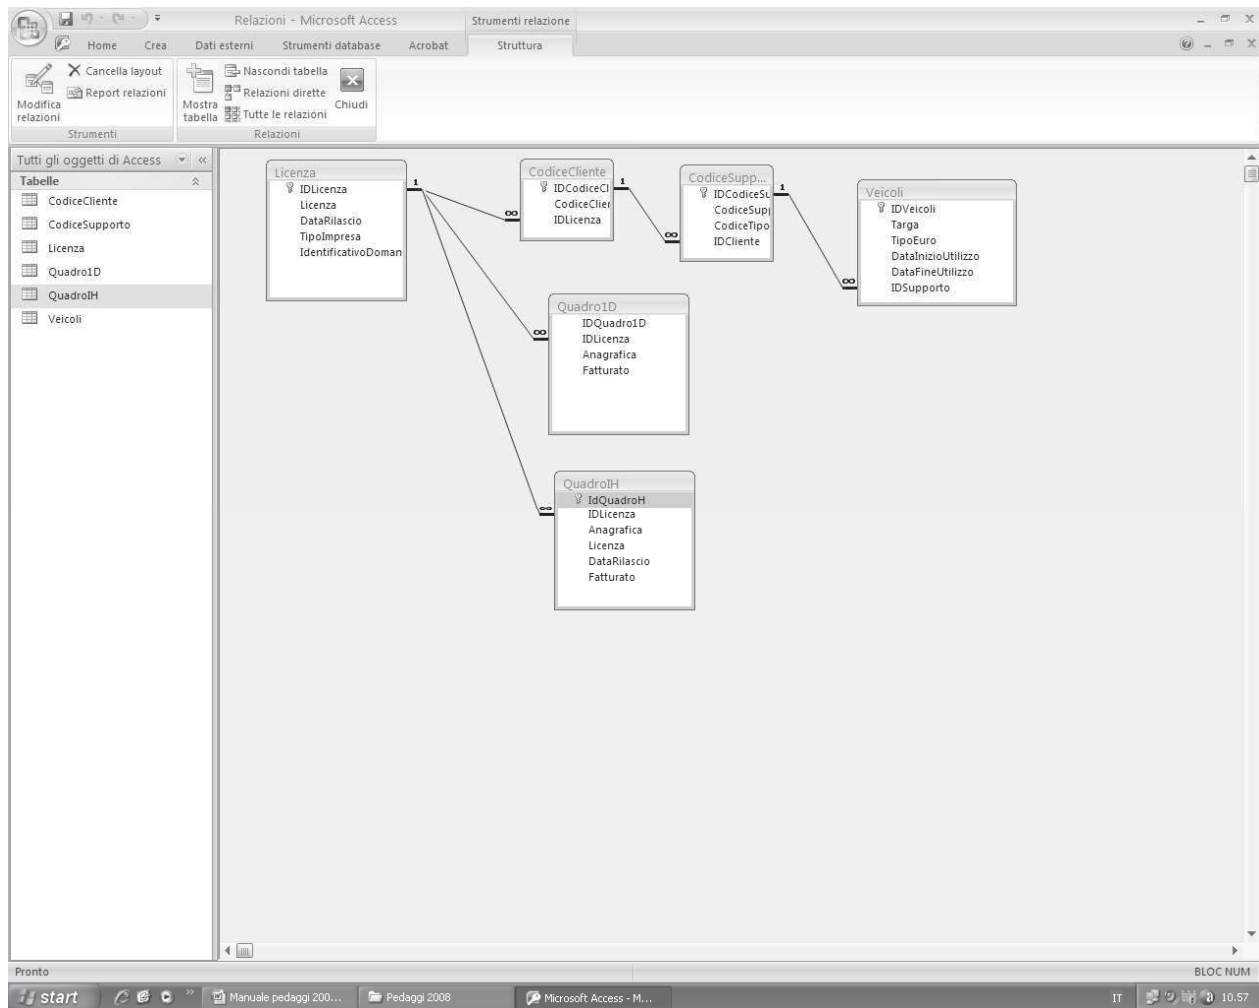 Relazioni - Microsoft Access
Strumenti relazione
Home Crea Dati esterni Strumenti database Acrobat Struttura
Modifica relazioni
Cancella layout
Report relazioni
Strumenti
Mostra tabella
Nascondi tabella
Relazioni dirette
Tutte le relazioni
Chiudi
Relazioni
Tutti gli oggetti di Access
Tabelle
CodiceCliente
CodiceSupporto
Licenza
Quadro1D
QuadroIH
Veicoli
Licenza
IDLicenza
Licenza
DataRilascio
TipoImpresa
IdentificativoDoman
1
∞
CodiceCliente
IDCodiceCl
CodiceClier
IDLicenza
1
∞
CodiceSupp...
IDCodiceSu
CodiceSupp
CodiceTipo
IDCliente
1
∞
Veicoli
IDVeicoli
Targa
TipoEuro
DataInizioUtilizzo
DataFineUtilizzo
IDSupporto
∞
Quadro1D
IDQuadro1D
IDLicenza
Anagrafica
Fatturato
∞
QuadroIH
IdQuadroH
IDLicenza
Anagrafica
Licenza
DataRilascio
Fatturato
Pronto
BLOC NUM
start
Manuale pedaggi 200...
Pedaggi 2008
Microsoft Access - M...
IT
10.57